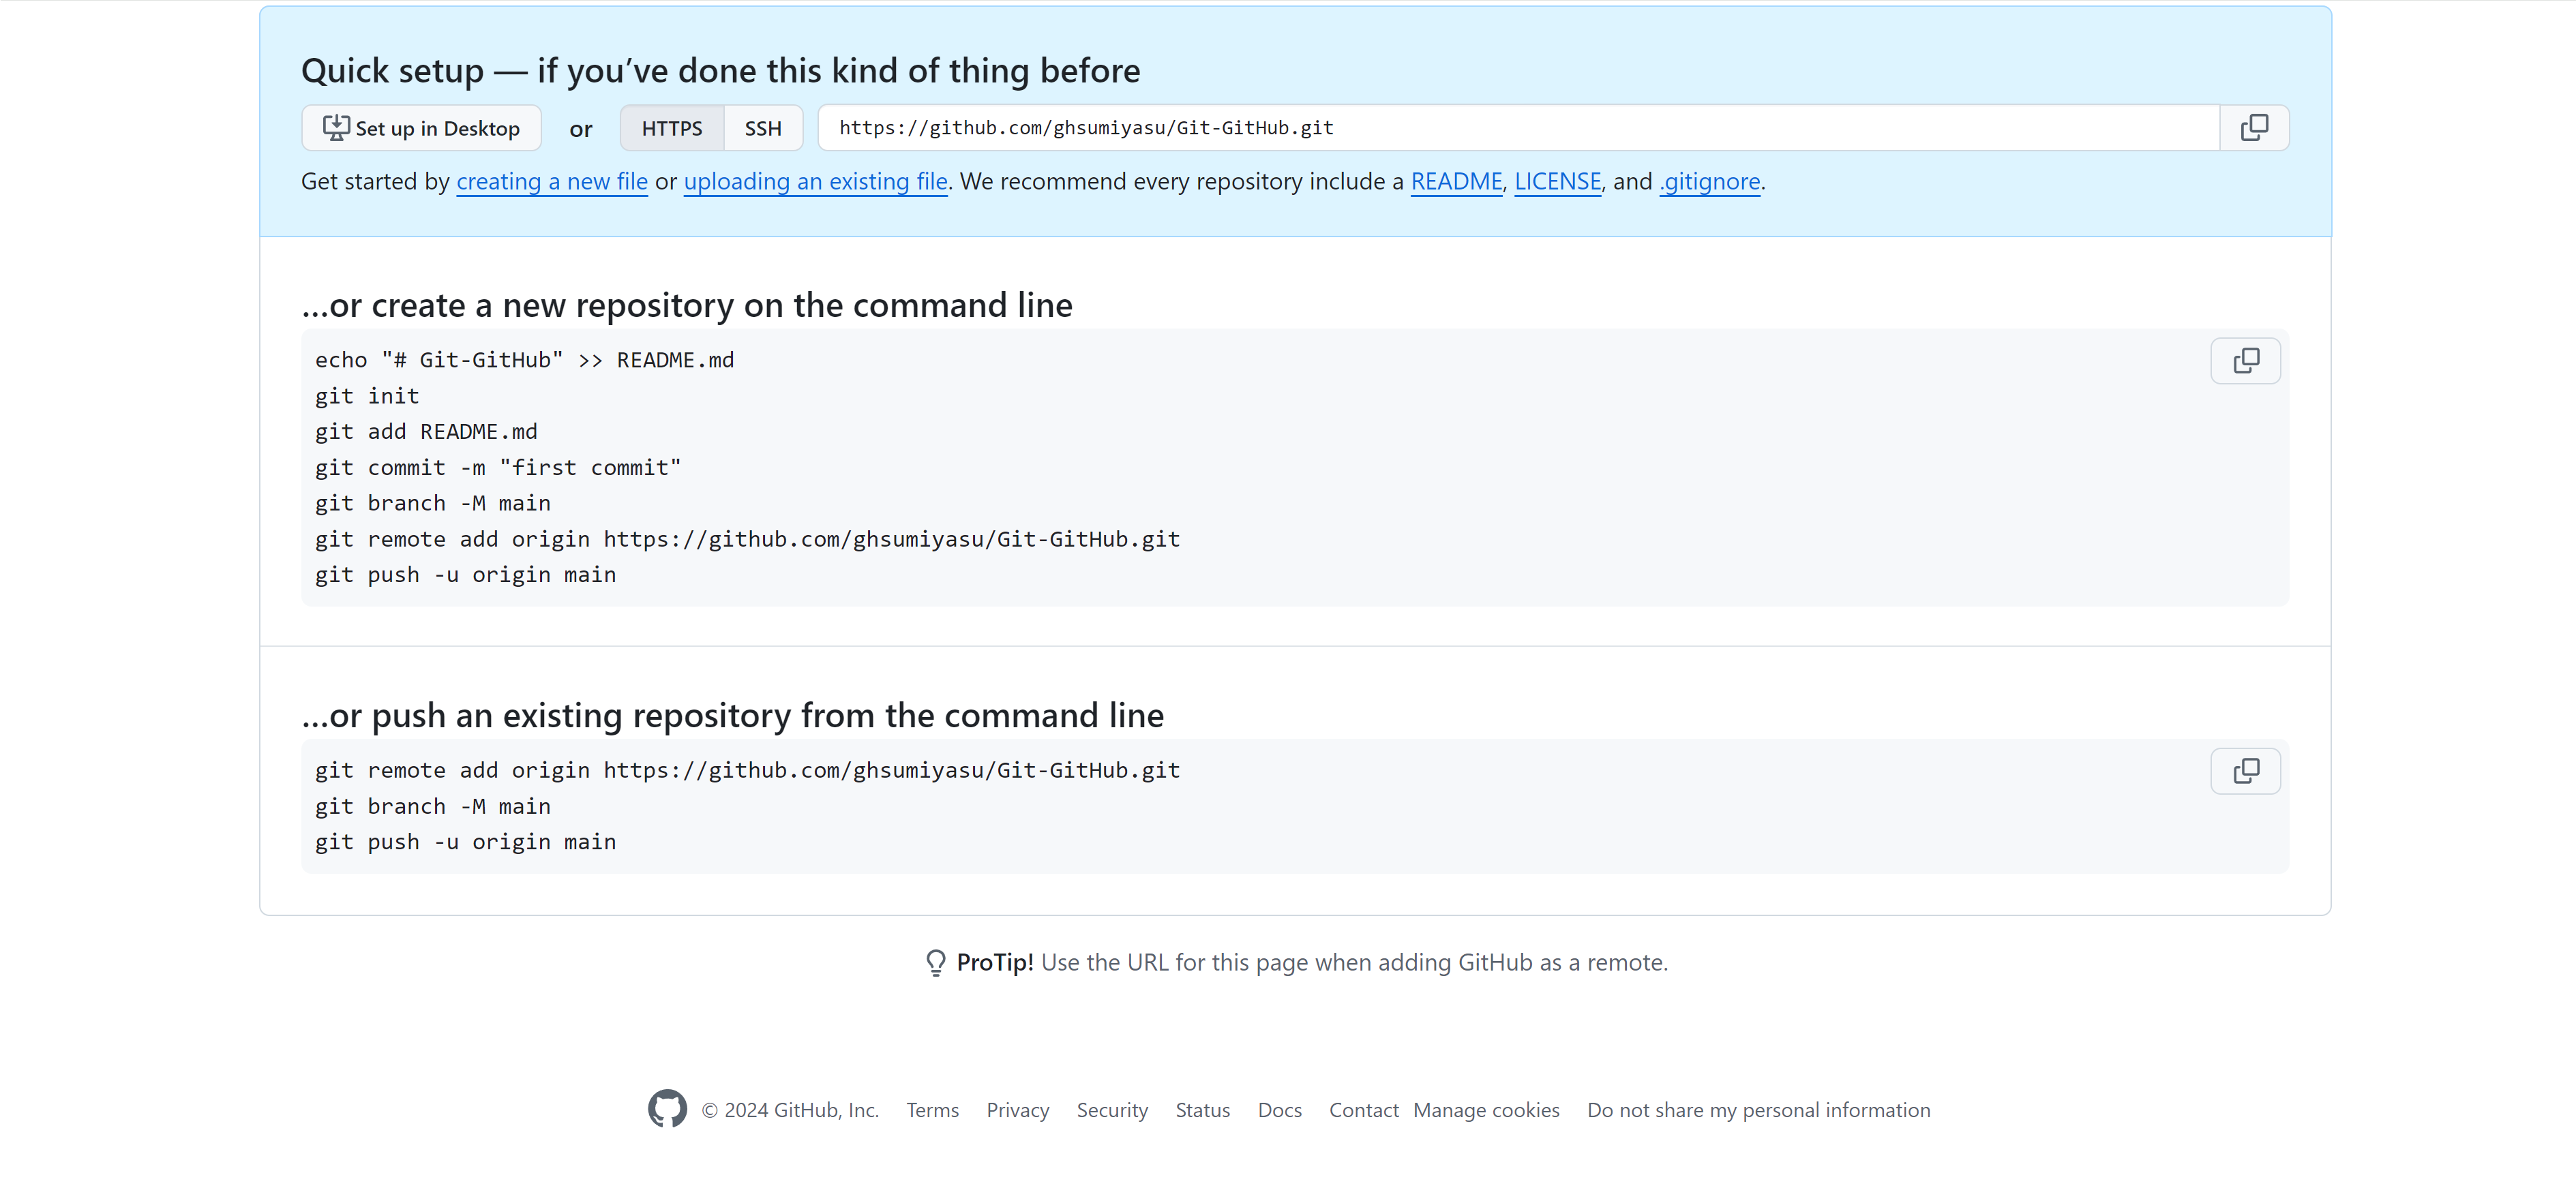 Quick setup — if you’ve done this kind of thing before
Set up in Desktop or HTTPS SSH https://github.com/ghsumiyasu/Git-GitHub.git
Get started by creating a new file or uploading an existing file. We recommend every repository include a README, LICENSE, and .gitignore.
…or create a new repository on the command line
echo "# Git-GitHub" >> README.md
git init
git add README.md
git commit -m "first commit"
git branch -M main
git remote add origin https://github.com/ghsumiyasu/Git-GitHub.git
git push -u origin main
…or push an existing repository from the command line
git remote add origin https://github.com/ghsumiyasu/Git-GitHub.git
git branch -M main
git push -u origin main
ProTip! Use the URL for this page when adding GitHub as a remote.
© 2024 GitHub, Inc. Terms Privacy Security Status Docs Contact Manage cookies Do not share my personal information